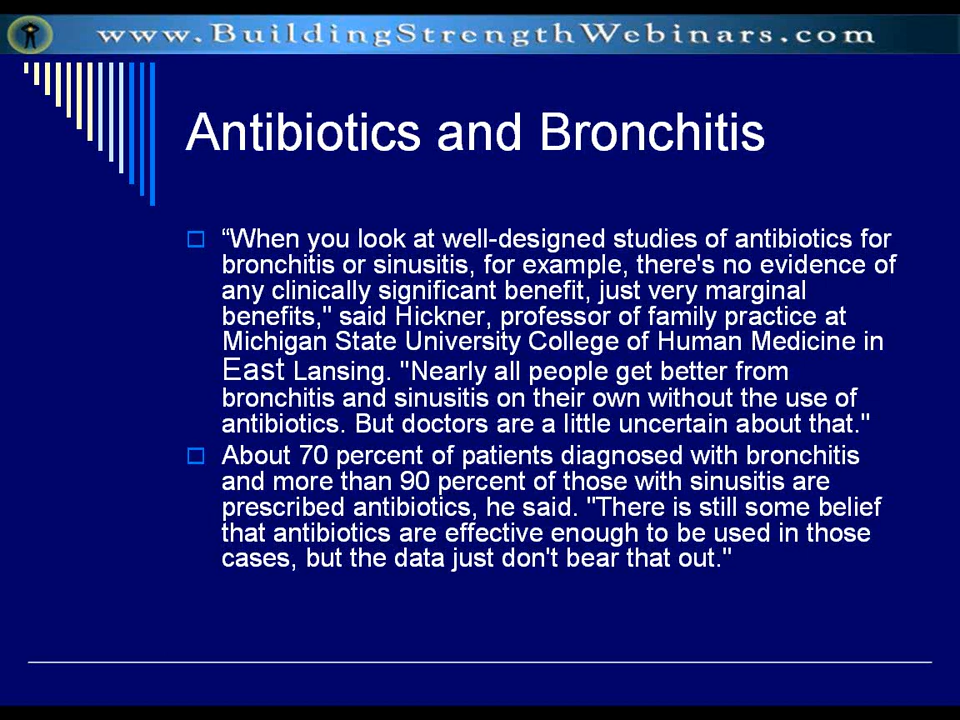 www.BuildingStrengthWebinars.com
Antibiotics and Bronchitis
“When you look at well-designed studies of antibiotics for
bronchitis or sinusitis, for example, there's no evidence of
any clinically significant benefit, just very marginal
benefits," said Hickner, professor of family practice at
Michigan State University College of Human Medicine in
East Lansing. "Nearly all people get better from
bronchitis and sinusitis on their own without the use of
antibiotics. But doctors are a little uncertain about that."
About 70 percent of patients diagnosed with bronchitis
and more than 90 percent of those with sinusitis are
prescribed antibiotics, he said. "There is still some belief
that antibiotics are effective enough to be used in those
cases, but the data just don't bear that out."